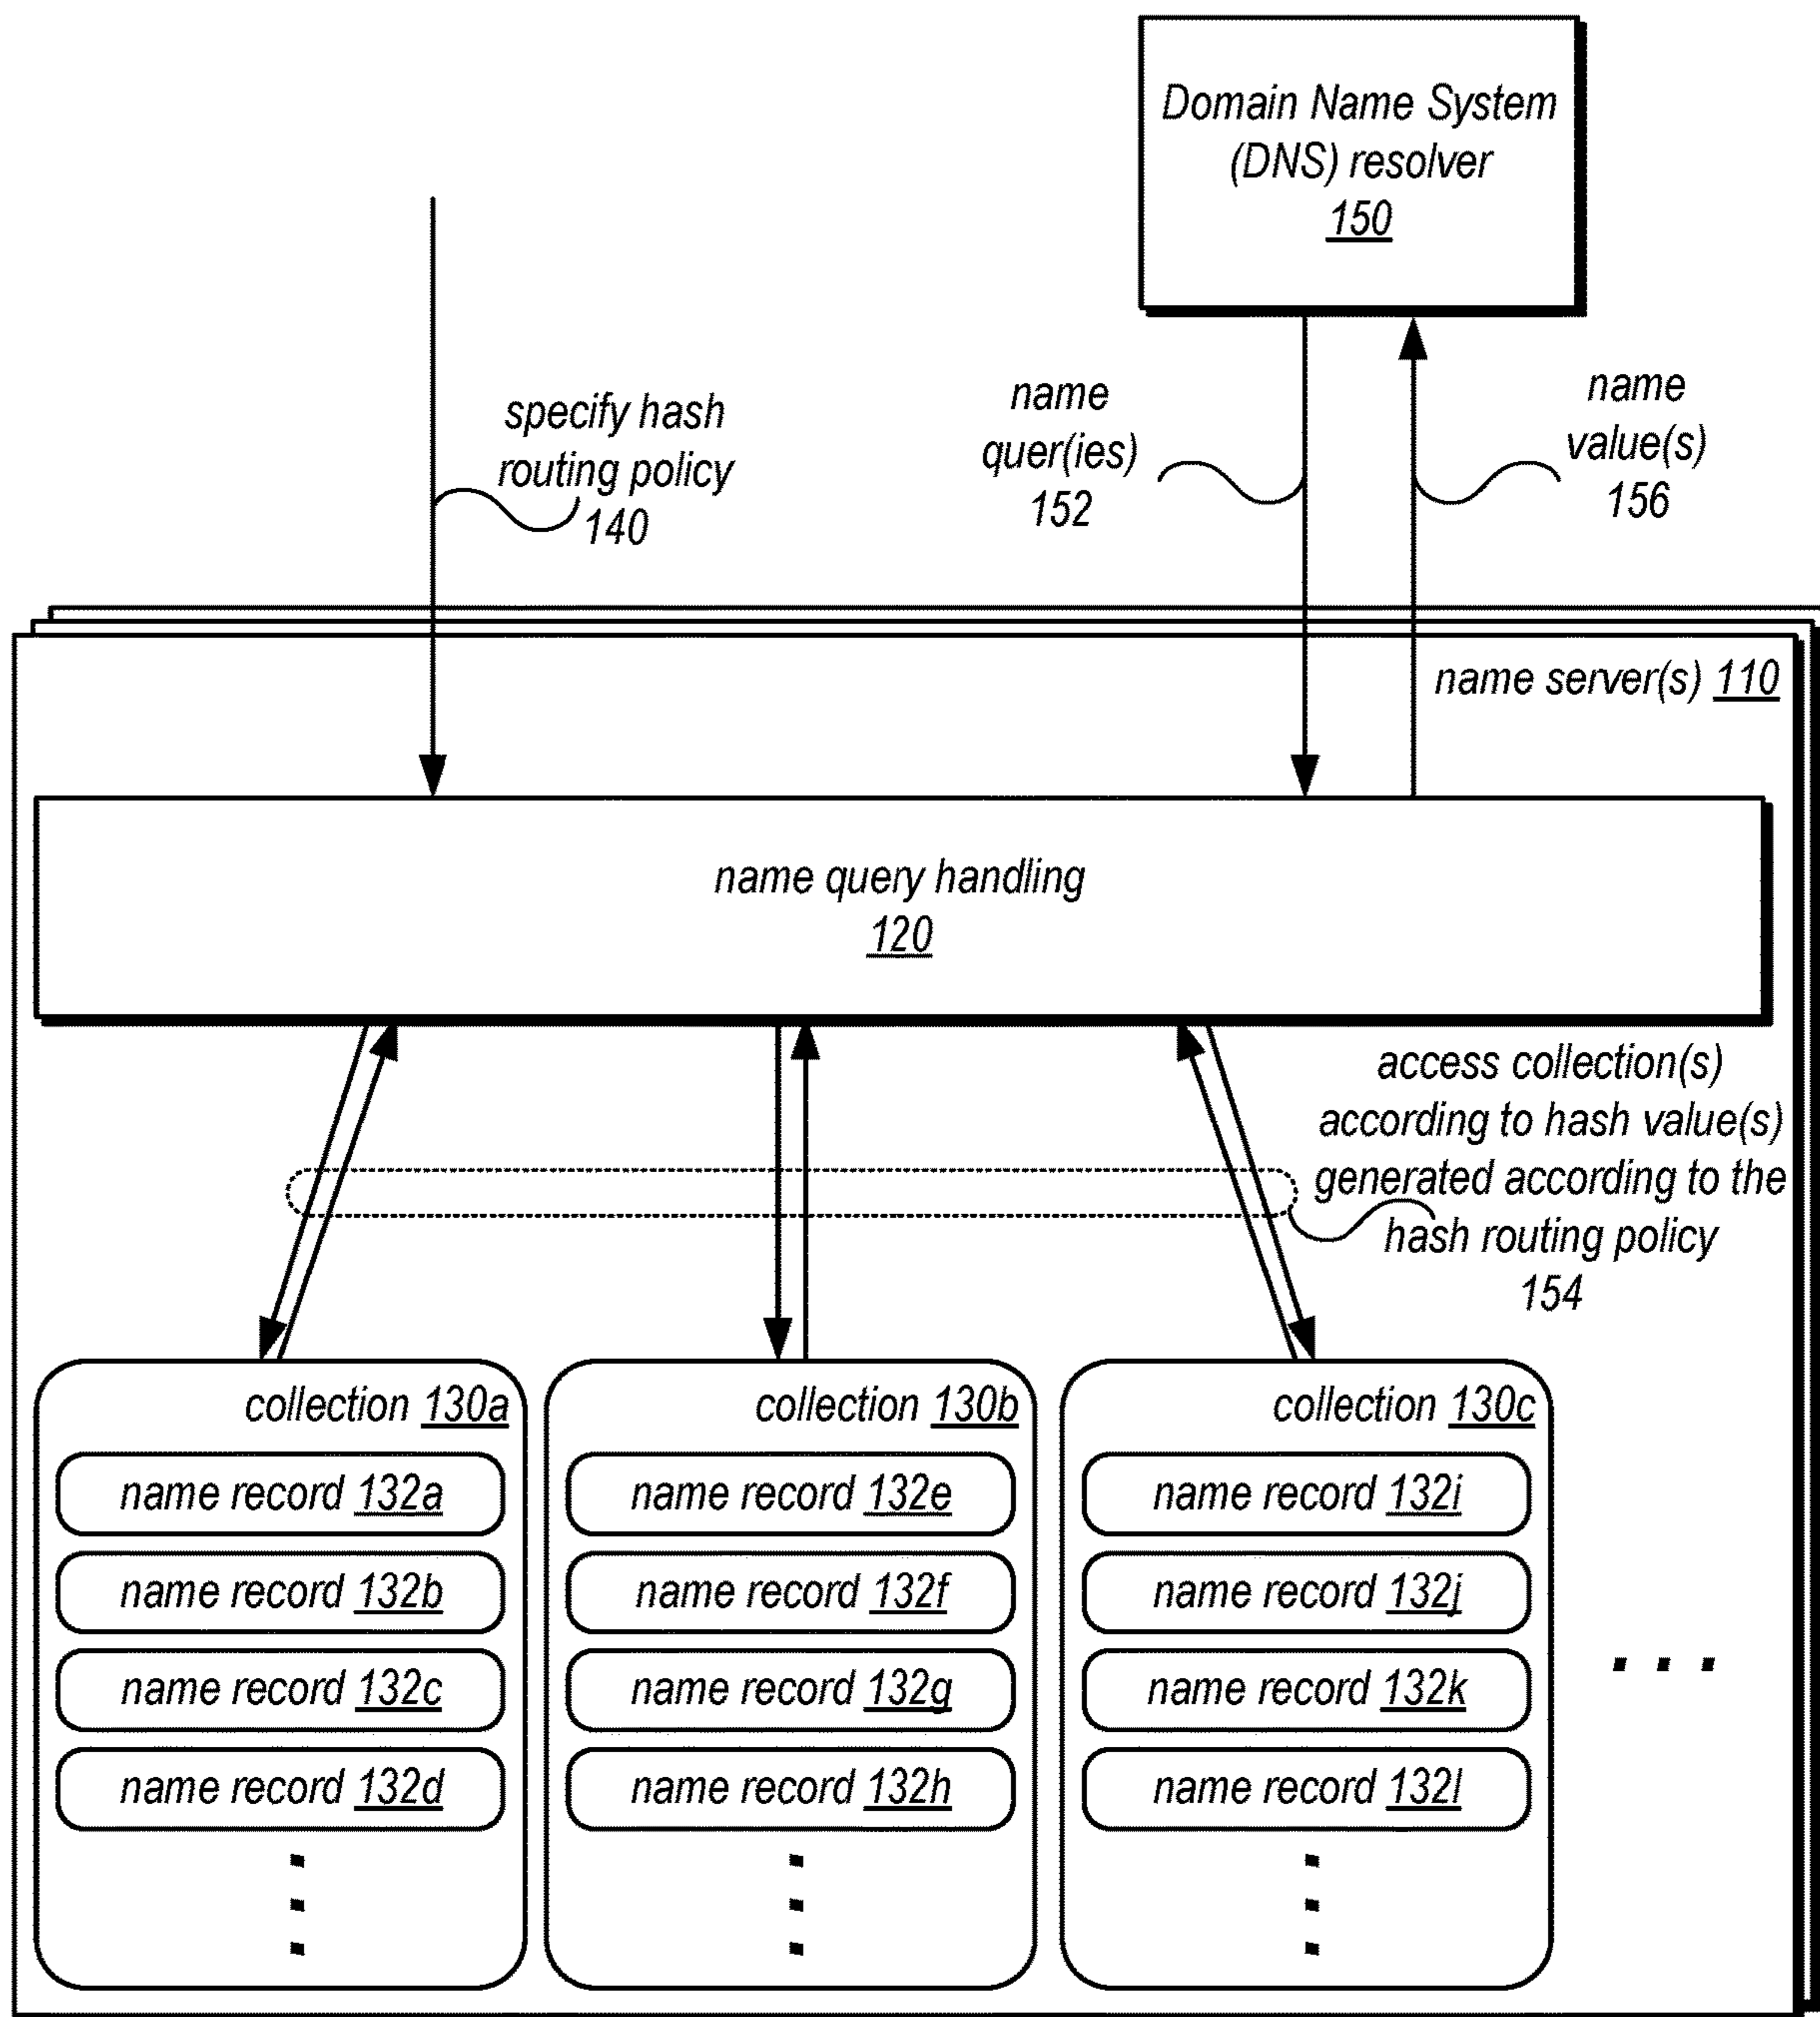 Domain Name System
(DNS) resolver
150
specify hash
routing policy
140
name
quer(ies)
152
name
value(s)
156
name server(s) 110
name query handling
120
access collection(s)
according to hash value(s)
generated according to the
hash routing policy
154
collection 130a
name record 132a
name record 132b
name record 132c
name record 132d
collection 130b
name record 132e
name record 132f
name record 132g
name record 132h
collection 130c
name record 132i
name record 132j
name record 132k
name record 132l